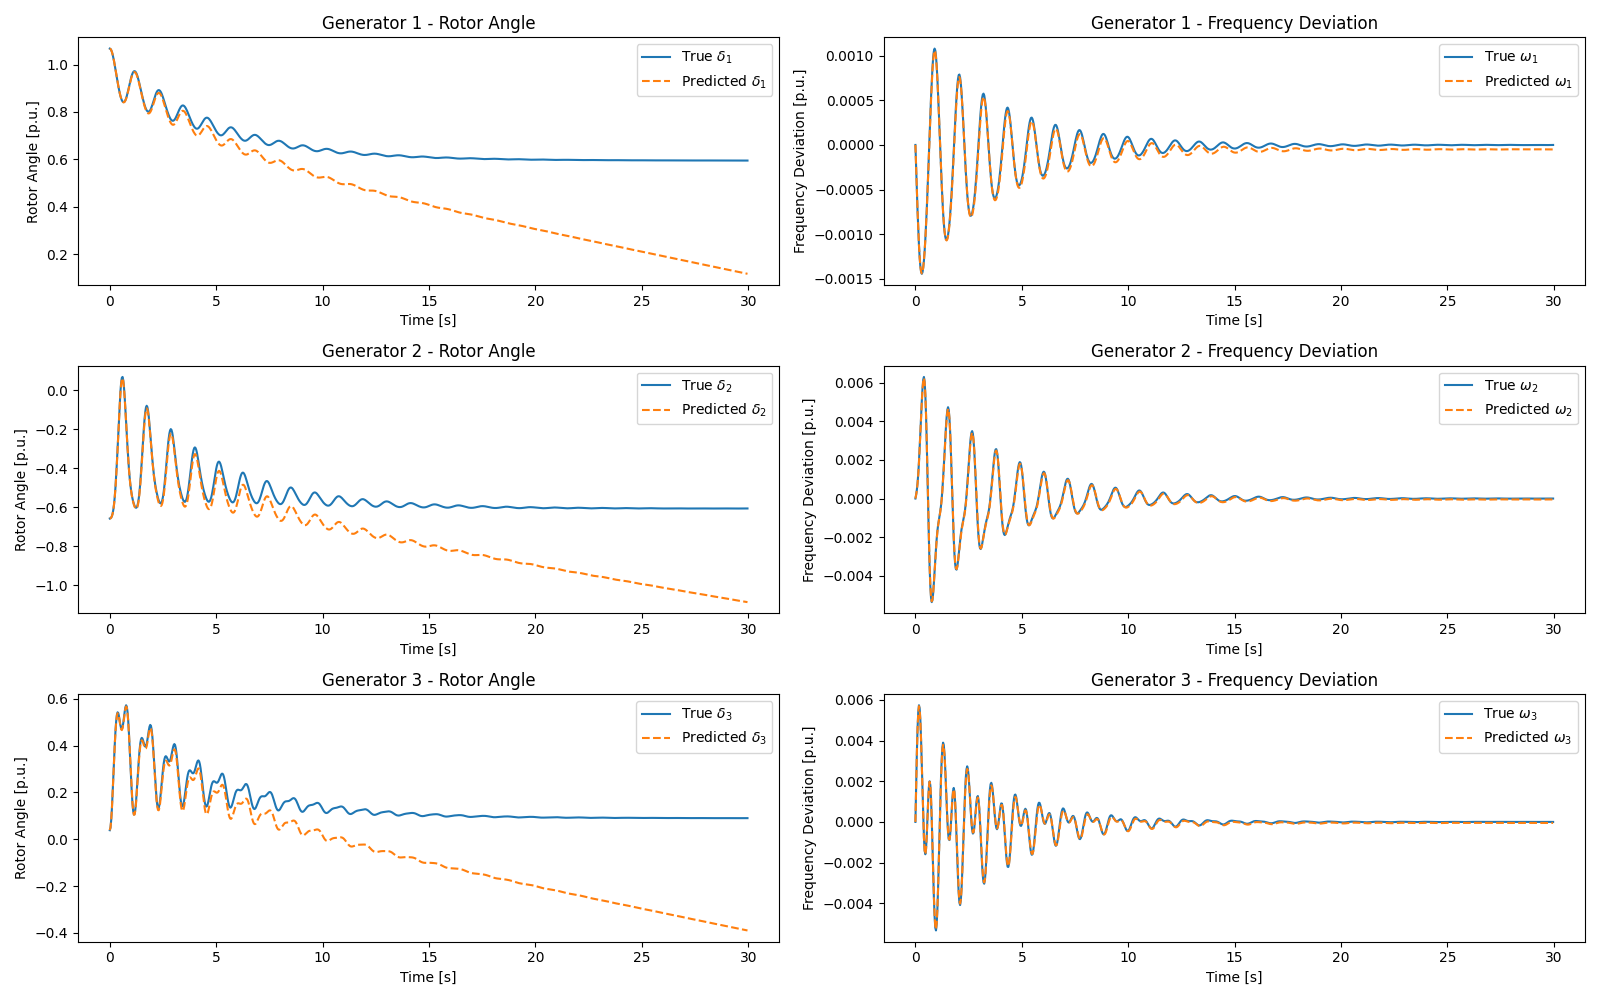 Generator 1 - Rotor Angle
Rotor Angle [p.u.]
1.0
0.8
0.6
0.4
0.2
True δ1
Predicted δ1
0 5 10 15 20 25 30
Time [s]
Generator 1 - Frequency Deviation
Frequency Deviation [p.u.]
0.0010
0.0005
0.0000
−0.0005
−0.0010
−0.0015
True ω1
Predicted ω1
0 5 10 15 20 25 30
Time [s]
Generator 2 - Rotor Angle
Rotor Angle [p.u.]
0.0
−0.2
−0.4
−0.6
−0.8
−1.0
True δ2
Predicted δ2
0 5 10 15 20 25 30
Time [s]
Generator 2 - Frequency Deviation
Frequency Deviation [p.u.]
0.006
0.004
0.002
0.000
−0.002
−0.004
True ω2
Predicted ω2
0 5 10 15 20 25 30
Time [s]
Generator 3 - Rotor Angle
Rotor Angle [p.u.]
0.6
0.4
0.2
0.0
−0.2
−0.4
True δ3
Predicted δ3
0 5 10 15 20 25 30
Time [s]
Generator 3 - Frequency Deviation
Frequency Deviation [p.u.]
0.006
0.004
0.002
0.000
−0.002
−0.004
True ω3
Predicted ω3
0 5 10 15 20 25 30
Time [s]